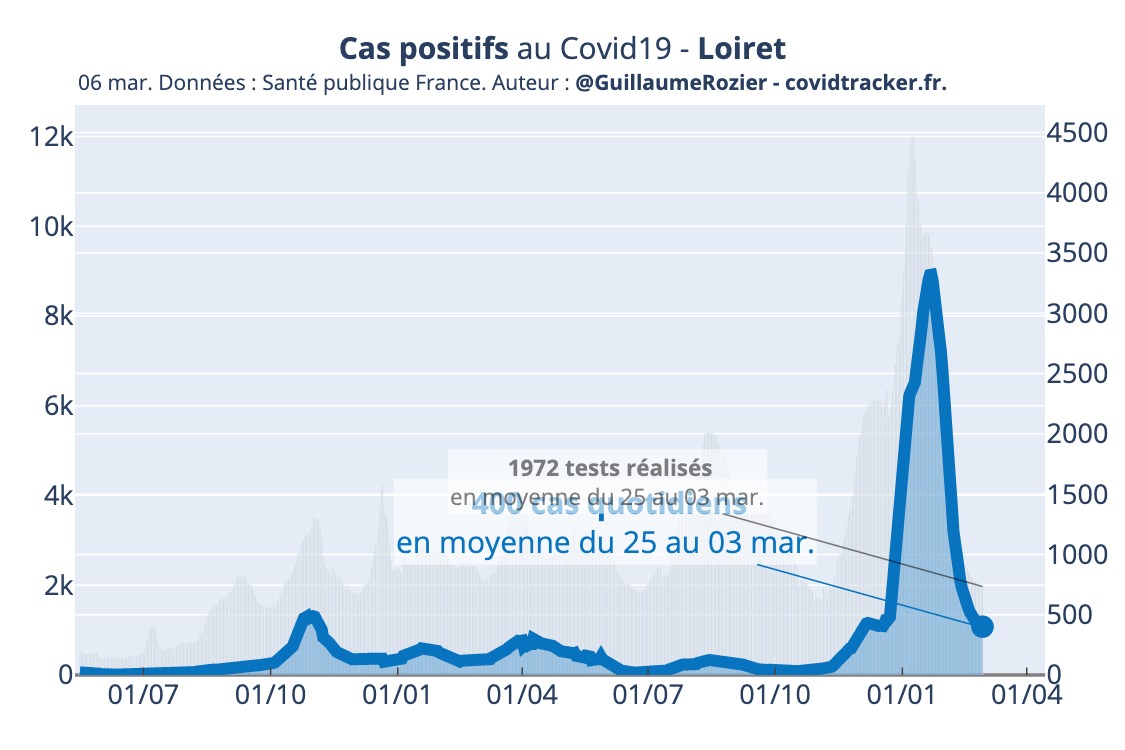 Cas positifs au Covid19 - Loiret
06 mar. Données : Santé publique France. Auteur : @GuillaumeRozier - covidtracker.fr.
12k
10k
8k
6k
4k
2k
0
4500
4000
3500
3000
2500
2000
1500
1000
500
0
1972 tests réalisés
en moyenne du 25 au 03 mar.
400 cas quotidiens
en moyenne du 25 au 03 mar.
01/07 01/10 01/01 01/04 01/07 01/10 01/01 01/04